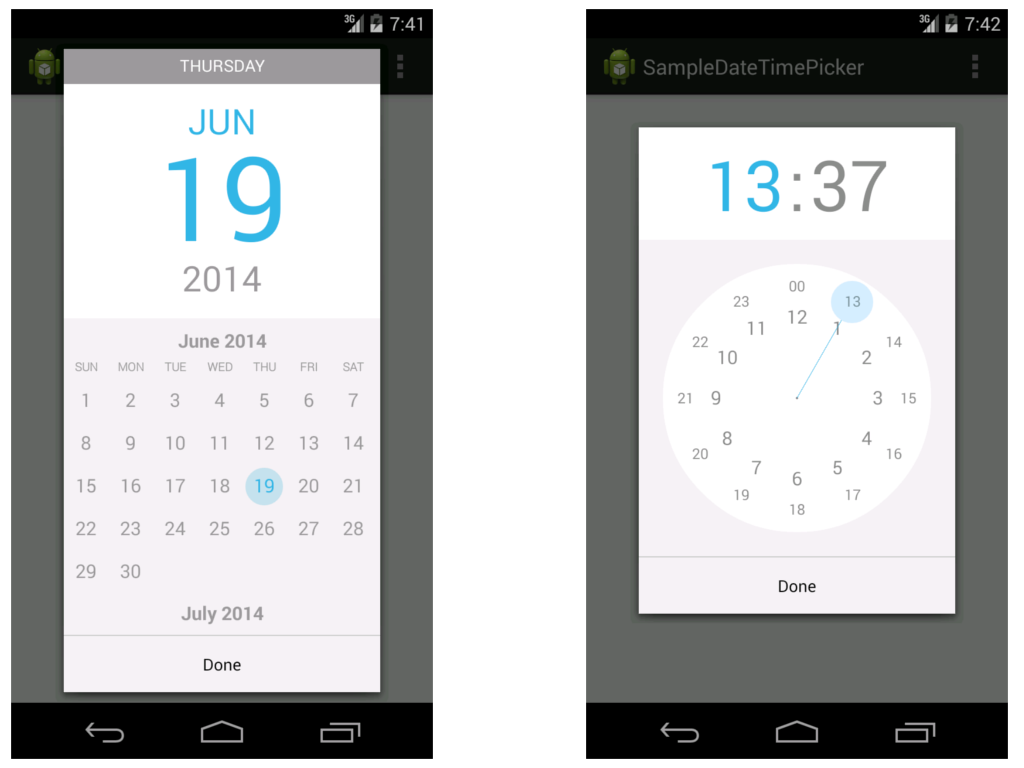 3G 7:41
THURSDAY
JUN
19
2014
June 2014
SUN MON TUE WED THU FRI SAT
1 2 3 4 5 6 7
8 9 10 11 12 13 14
15 16 17 18 19 20 21
22 23 24 25 26 27 28
29 30
July 2014
Done
3G 7:42
SampleDateTimePicker
13:37
00
23 13
12
11 1
22 14
10 2
21 9 3 15
8 4
20 16
7 5
6
19 17
18
Done